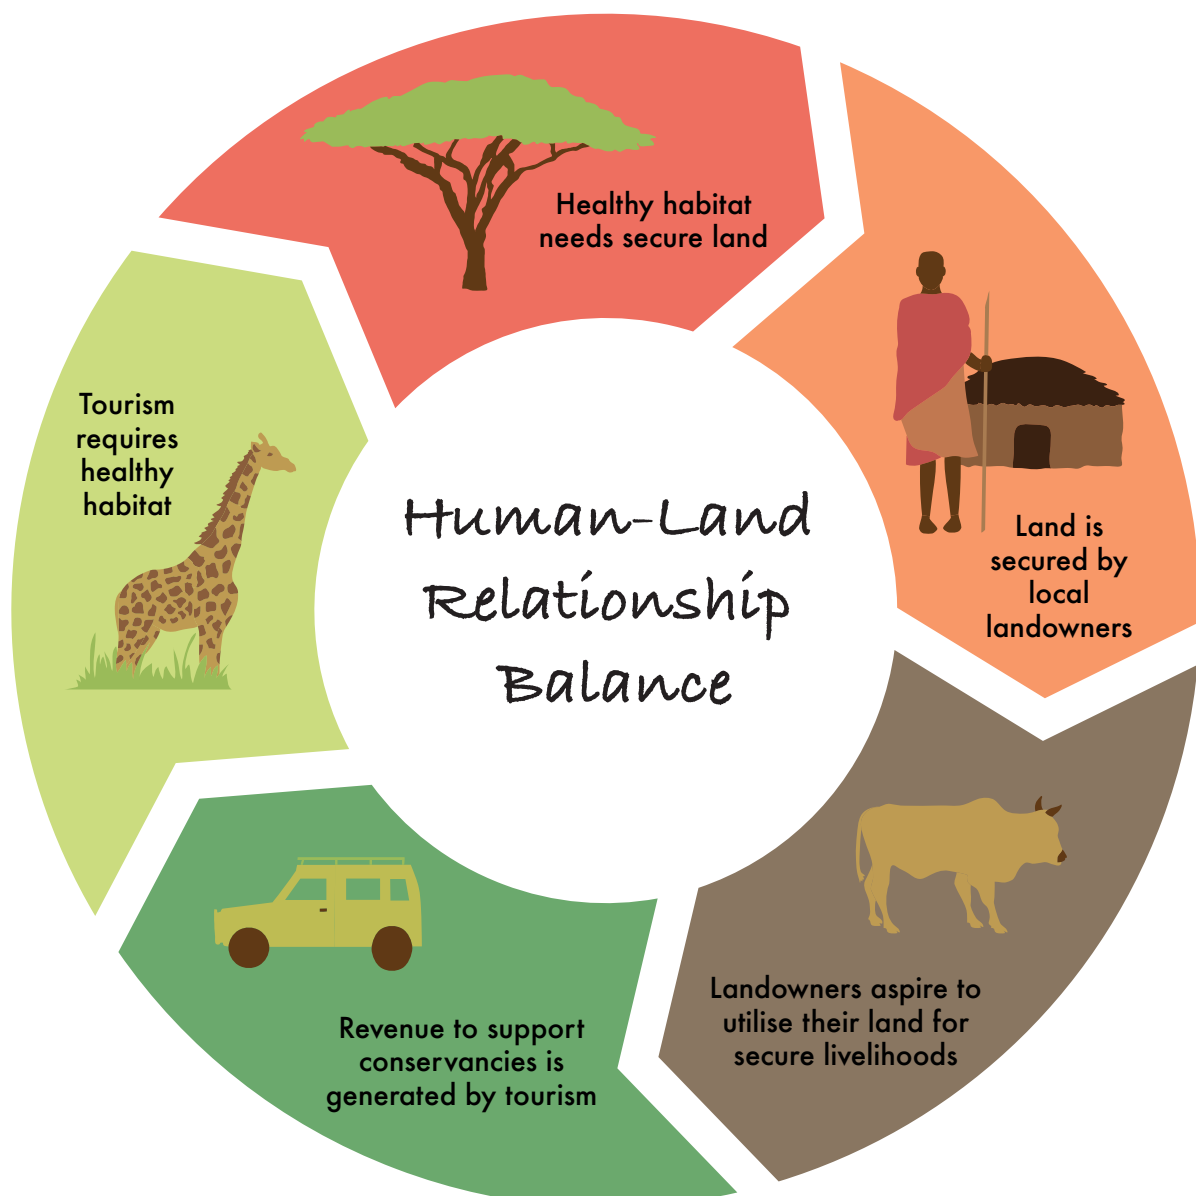 Healthy habitat
needs secure land
Land is
secured by
local
landowners
Landowners aspire to
utilise their land for
secure livelihoods
Revenue to support
conservancies is
generated by tourism
Tourism
requires
healthy
habitat
Human-Land
Relationship
Balance